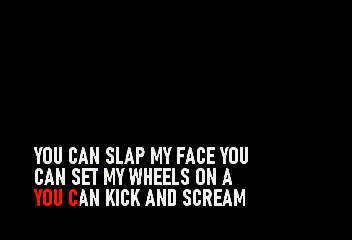 YOU CAN SLAP MY FACE YOU
CAN SET MY WHEELS ON A
YOU CAN KICK AND SCREAM